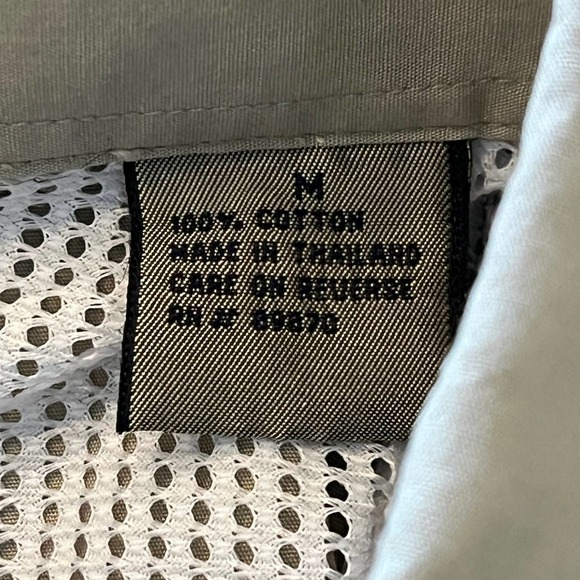 M
100% COTTON
MADE IN THAILAND
CARE ON REVERSE
RN # 89870